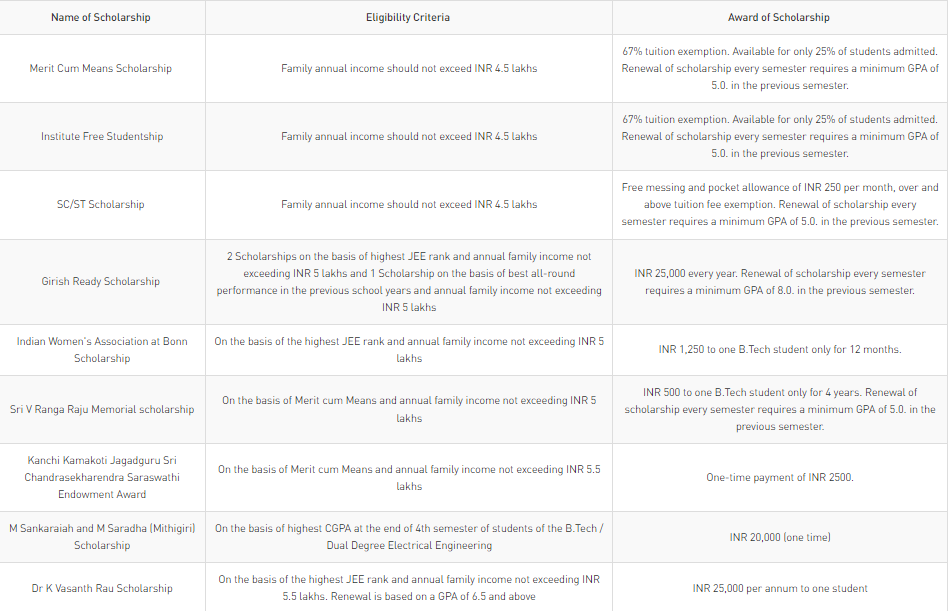 Name of Scholarship
Eligibility Criteria
Award of Scholarship
Merit Cum Means Scholarship
Family annual income should not exceed INR 4.5 lakhs
67% tuition exemption. Available for only 25% of students admitted.
Renewal of scholarship every semester requires a minimum GPA of
5.0. in the previous semester.
Institute Free Studentship
Family annual income should not exceed INR 4.5 lakhs
67% tuition exemption. Available for only 25% of students admitted.
Renewal of scholarship every semester requires a minimum GPA of
5.0. in the previous semester.
SC/ST Scholarship
Family annual income should not exceed INR 4.5 lakhs
Free messing and pocket allowance of INR 250 per month, over and
above tuition fee exemption. Renewal of scholarship every
semester requires a minimum GPA of 5.0. in the previous semester.
Girish Ready Scholarship
2 Scholarships on the basis of highest JEE rank and annual family income not
exceeding INR 5 lakhs and 1 Scholarship on the basis of best all-round
performance in the previous school years and annual family income not exceeding
INR 5 lakhs
INR 25,000 every year. Renewal of scholarship every semester
requires a minimum GPA of 8.0. in the previous semester.
Indian Women's Association at Bonn
Scholarship
On the basis of the highest JEE rank and annual family income not exceeding INR 5
lakhs
INR 1,250 to one B.Tech student only for 12 months.
Sri V Ranga Raju Memorial scholarship
On the basis of Merit cum Means and annual family income not exceeding INR 5
lakhs
INR 500 to one B.Tech student only for 4 years. Renewal of
scholarship every semester requires a minimum GPA of 5.0. in the
previous semester.
Kanchi Kamakoti Jagadguru Sri
Chandrasekharendra Saraswathi
Endowment Award
On the basis of Merit cum Means and annual family income not exceeding INR 5.5
lakhs
One-time payment of INR 2500.
M Sankaraiah and M Saradha (Mithigiri)
Scholarship
On the basis of highest CGPA at the end of 4th semester of students of the B.Tech /
Dual Degree Electrical Engineering
INR 20,000 (one time)
Dr K Vasanth Rau Scholarship
On the basis of the highest JEE rank and annual family income not exceeding INR
5.5 lakhs. Renewal is based on a GPA of 6.5 and above
INR 25,000 per annum to one student